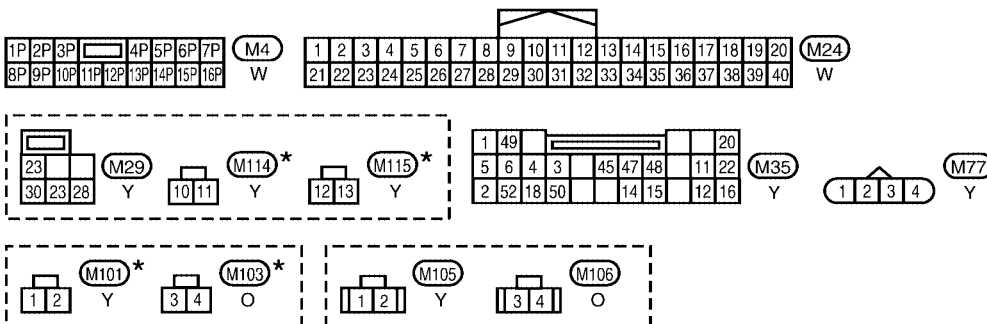 1P 2P 3P 4P 5P 6P 7P M4
8P 9P 10P 11P 12P 13P 14P 15P 16P W
1 2 3 4 5 6 7 8 9 10 11 12 13 14 15 16 17 18 19 20 M24
21 22 23 24 25 26 27 28 29 30 31 32 33 34 35 36 37 38 39 40 W
23 M29
30 23 28 Y
M114 *
10 11 Y
M115 *
12 13 Y
1 49 20
5 6 4 3 45 47 48 11 22 M35
2 52 18 50 14 15 12 16 Y
M77
1 2 3 4 Y
M101 *
1 2 Y
M103 *
3 4 O
M105
1 2 Y
M106
3 4 O